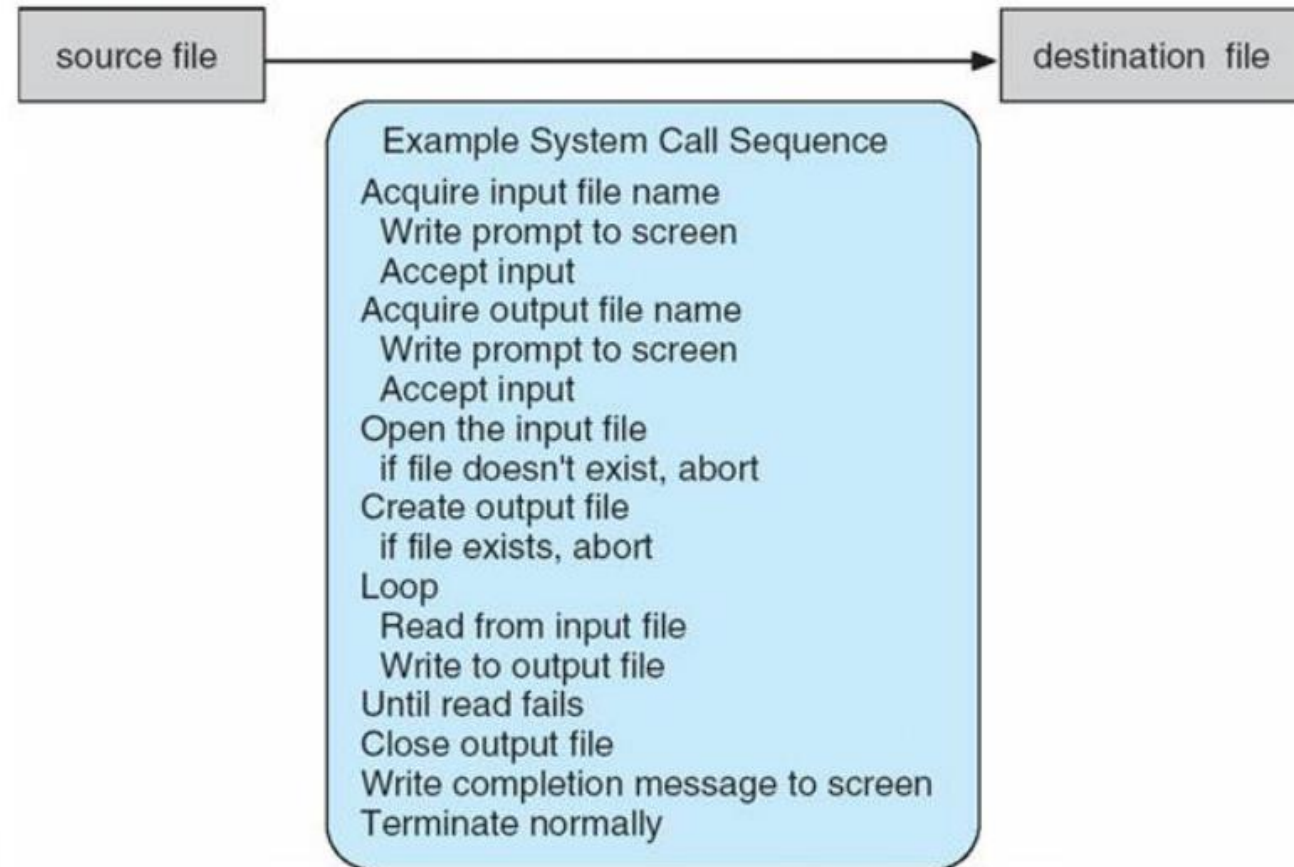 source file
destination file
Example System Call Sequence
Acquire input file name
Write prompt to screen
Accept input
Acquire output file name
Write prompt to screen
Accept input
Open the input file
if file doesn't exist, abort
Create output file
if file exists, abort
Loop
Read from input file
Write to output file
Until read fails
Close output file
Write completion message to screen
Terminate normally